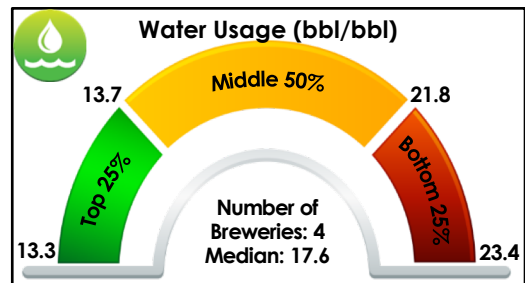 Water Usage (bbl/bbl)
Middle 50%
13.7
21.8
Top 25%
Bottom 25%
Number of
Breweries: 4
Median: 17.6
13.3
23.4